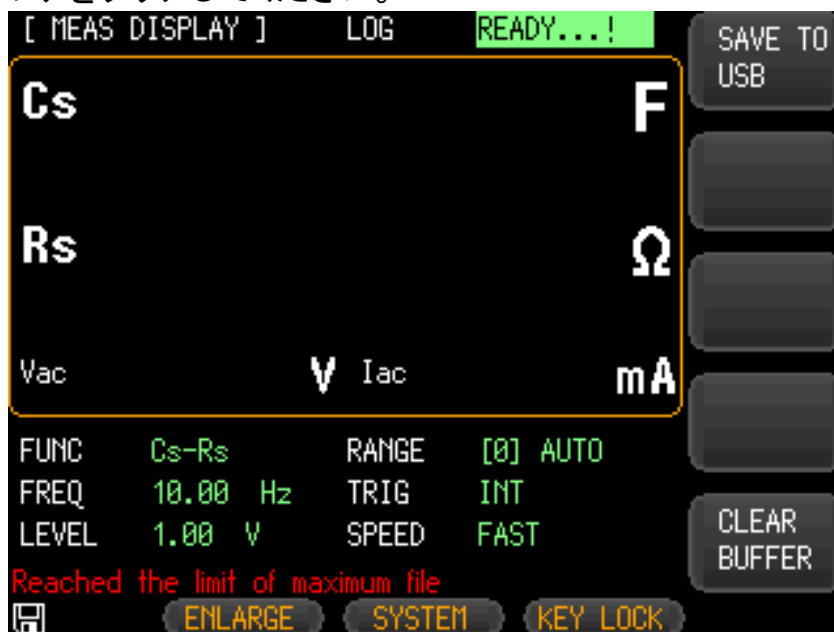 [ MEAS DISPLAY ] LOG READY...!
SAVE TO
USB
Cs F
Rs Ω
Vac V Iac mA
FUNC Cs-Rs RANGE [0] AUTO
FREQ 10.00 Hz TRIG INT
LEVEL 1.00 V SPEED FAST
CLEAR
BUFFER
Reached the limit of maximum file
ENLARGE SYSTEM KEY LOCK